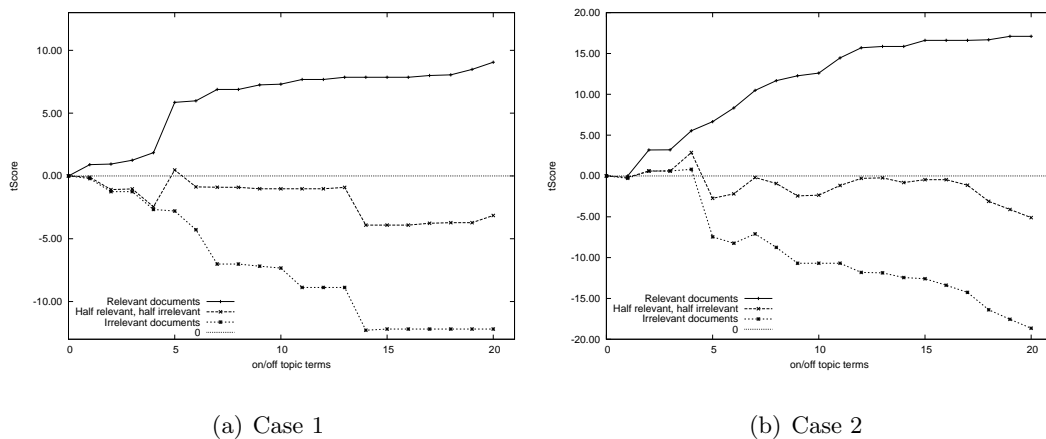 10.00
5.00
0.00
-5.00
-10.00
tScore
Relevant documents
Half relevant, half irrelevant
Irrelevant documents
0
0 5 10 15 20
on/off topic terms
(a) Case 1
20.00
15.00
10.00
5.00
0.00
-5.00
-10.00
-15.00
-20.00
tScore
Relevant documents
Half relevant, half irrelevant
Irrelevant documents
0
0 5 10 15 20
on/off topic terms
(b) Case 2